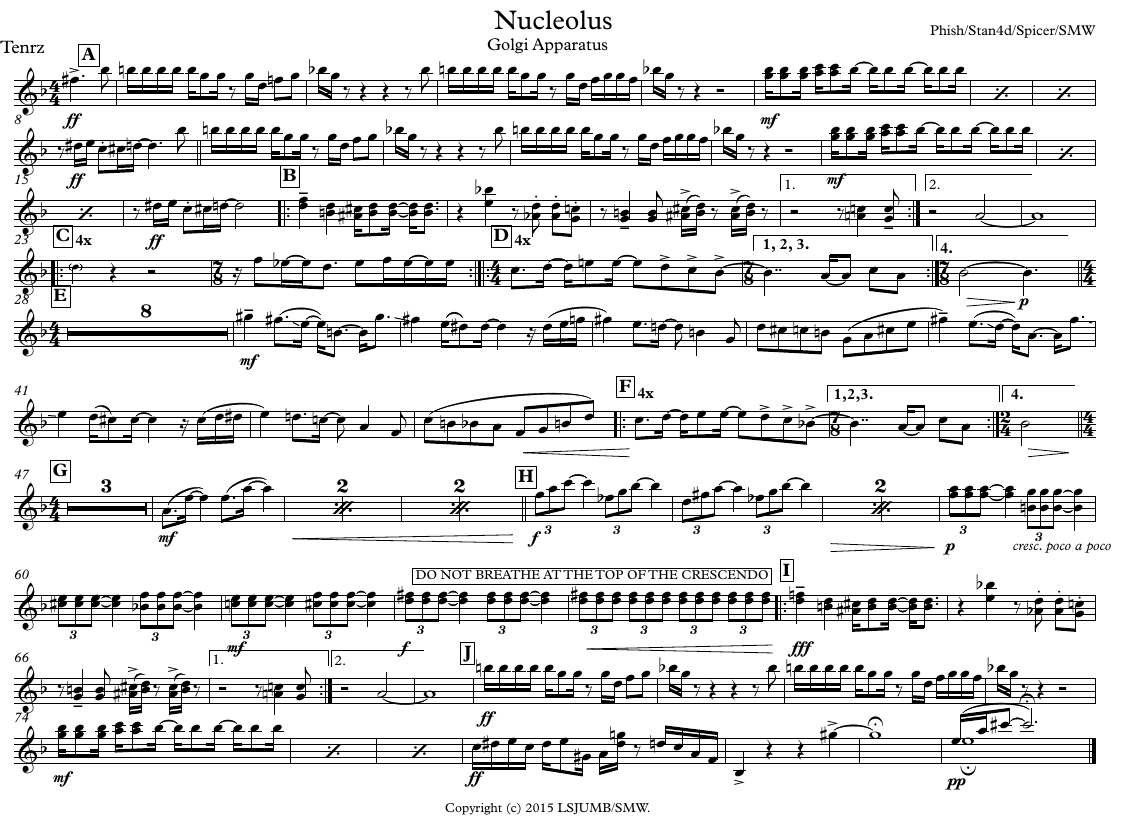 Nucleolus
Golgi Apparatus
Phish/Stan4d/Spicer/SMW
Tenrz
A
ff
mf
8
ff
mf
15
B
ff
1.
2.
23
C 4x
D 4x
1, 2, 3.
4.
p
28
E
8
mf
41
F 4x
1,2,3.
4.
47
G
3
mf
2
2
H
f
3
3
3
3
2
p
3
3
cresc. poco a poco
60
DO NOT BREATHE AT THE TOP OF THE CRESCENDO
I
3
3
3
3
3
3
3
3
3
3
mf
f
fff
66
1.
2.
J
ff
74
mf
ff
pp
Copyright (c) 2015 LSJUMB/SMW.